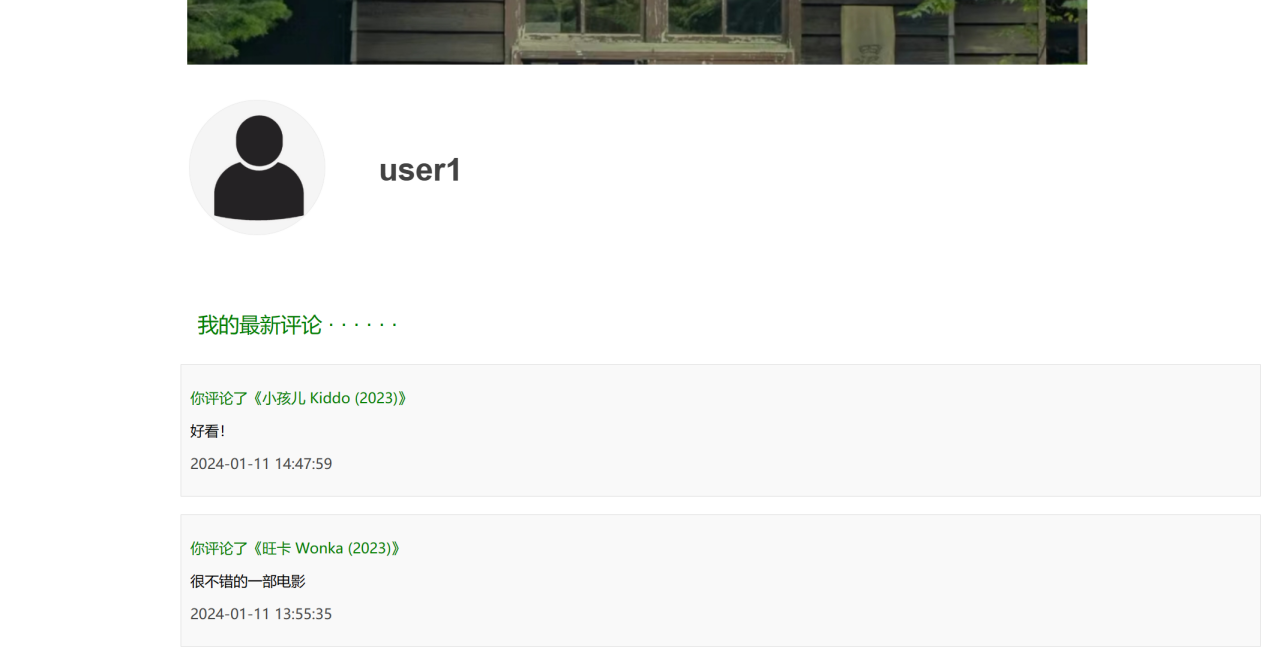 user1
我的最新评论 · · · · · ·
你评论了《小孩儿 Kiddo (2023)》
好看！
2024-01-11 14:47:59
你评论了《旺卡 Wonka (2023)》
很不错的一部电影
2024-01-11 13:55:35